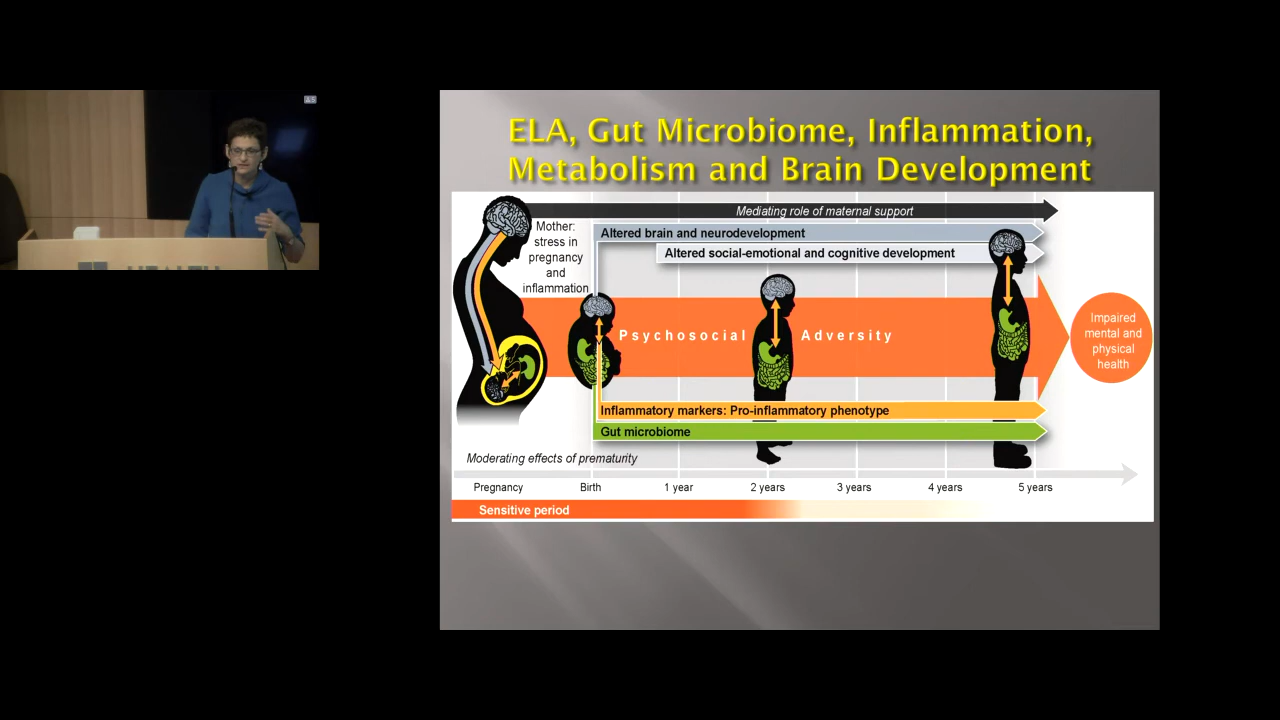 ELA, Gut Microbiome, Inflammation,
Metabolism and Brain Development
Mediating role of maternal support
Mother:
stress in
pregnancy
and
inflammation
Altered brain and neurodevelopment
Altered social-emotional and cognitive development
Psychosocial Adversity
Impaired
mental and
physical
health
Inflammatory markers: Pro-inflammatory phenotype
Gut microbiome
Moderating effects of prematurity
Pregnancy Birth 1 year 2 years 3 years 4 years 5 years
Sensitive period